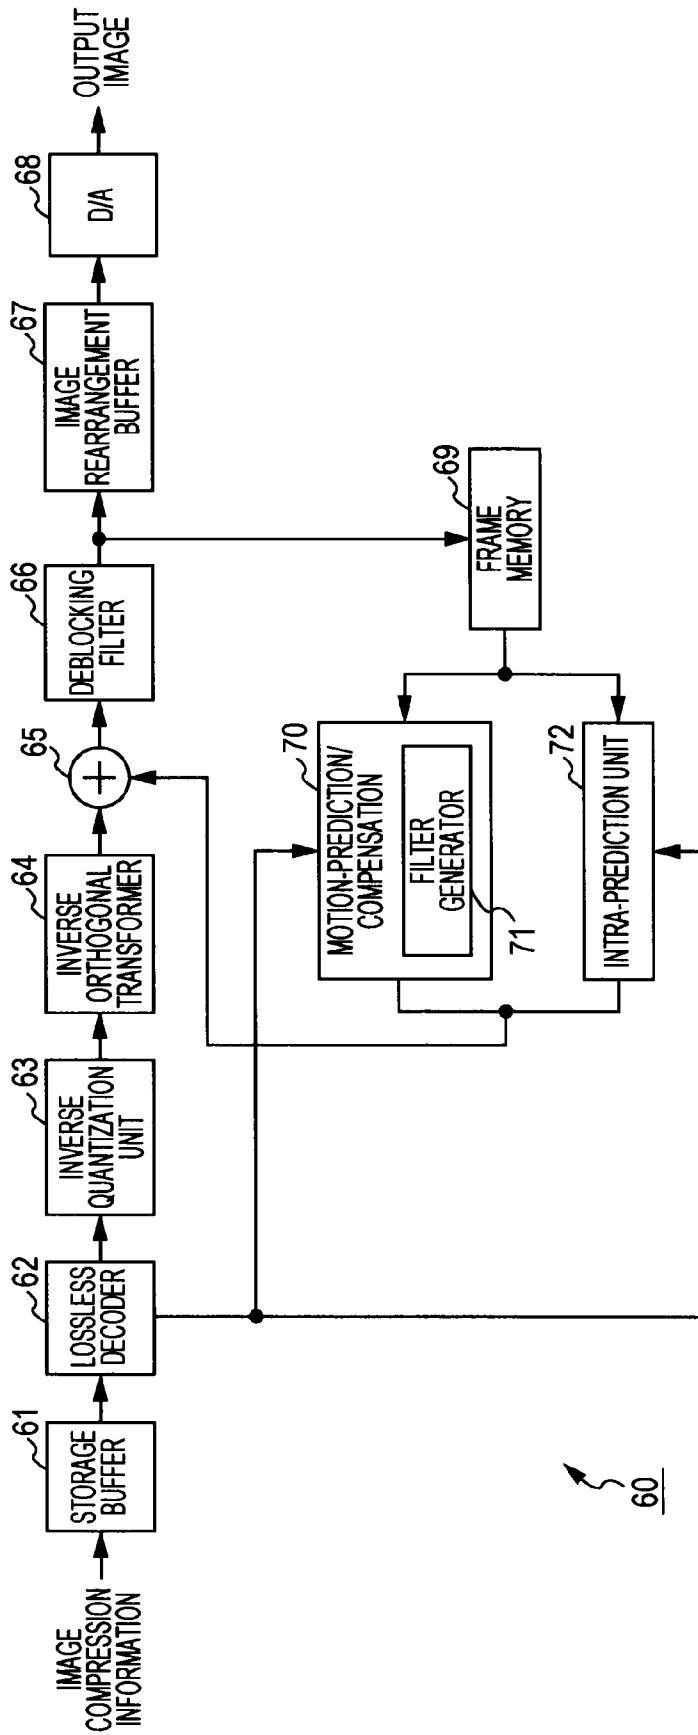 IMAGE
COMPRESSION
INFORMATION
61
STORAGE
BUFFER
62
LOSSLESS
DECODER
63
INVERSE
QUANTIZATION
UNIT
64
INVERSE
ORTHOGONAL
TRANSFORMER
65
+
66
DEBLOCKING
FILTER
67
IMAGE
REARRANGEMENT
BUFFER
68
D/A
OUTPUT
IMAGE
69
FRAME
MEMORY
70
MOTION-PREDICTION/
COMPENSATION
FILTER
GENERATOR
71
72
INTRA-PREDICTION UNIT
60